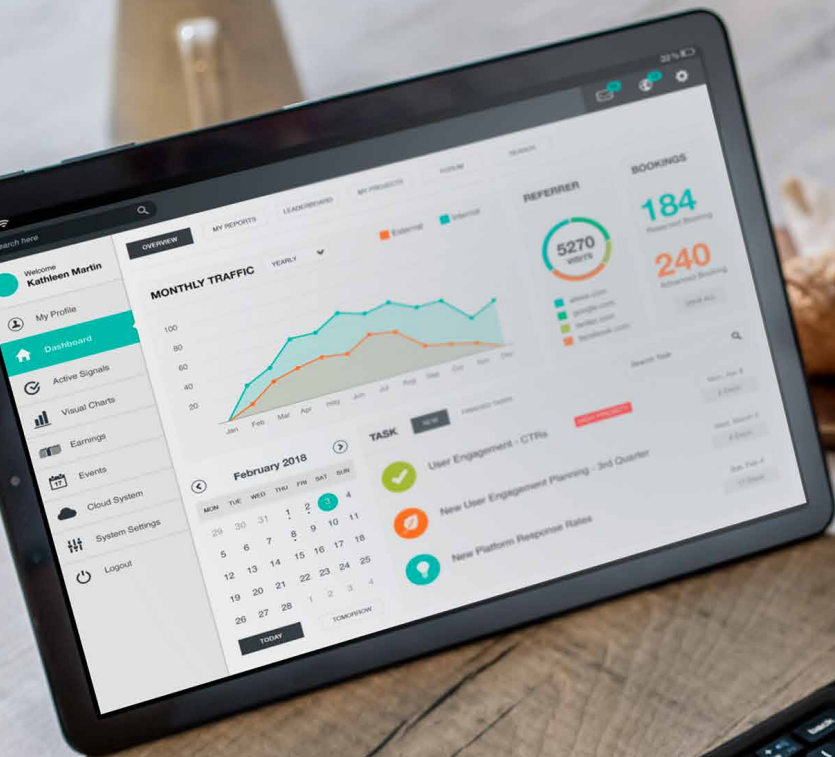 33 %
Search here
Welcome
Kathleen Martin
My Profile
Dashboard
Active Signals
Visual Charts
Earnings
17
Events
Cloud System
System Settings
Logout
OVERVIEW
MY REPORTS
LEADERBOARD
MY PROJECTS
FORUM
MONTHLY TRAFFIC
YEARLY
External
Internal
100
80
60
40
20
Jan Feb Mar Apr may Jun Jul Aug Sep Oct Nov Dec
REFERRER
5270
VISITS
google.com
twitter.com
facebook.com
BOOKINGS
184
Reserved Booking
240
Advanced Booking
VIEW ALL
February 2018
MON TUE WED THU FRI SAT SUN
29 30 31 1 2 3 4
5 6 7 8 9 10 11
12 13 14 15 16 17 18
19 20 21 22 23 24 25
26 27 28 1 2 3 4
TODAY
TOMORROW
TASK
NEW
Search Task
User Engagement - CTRs
HIGH PRIORITY
New User Engagement Planning - 3rd Quarter
New Platform Response Rates